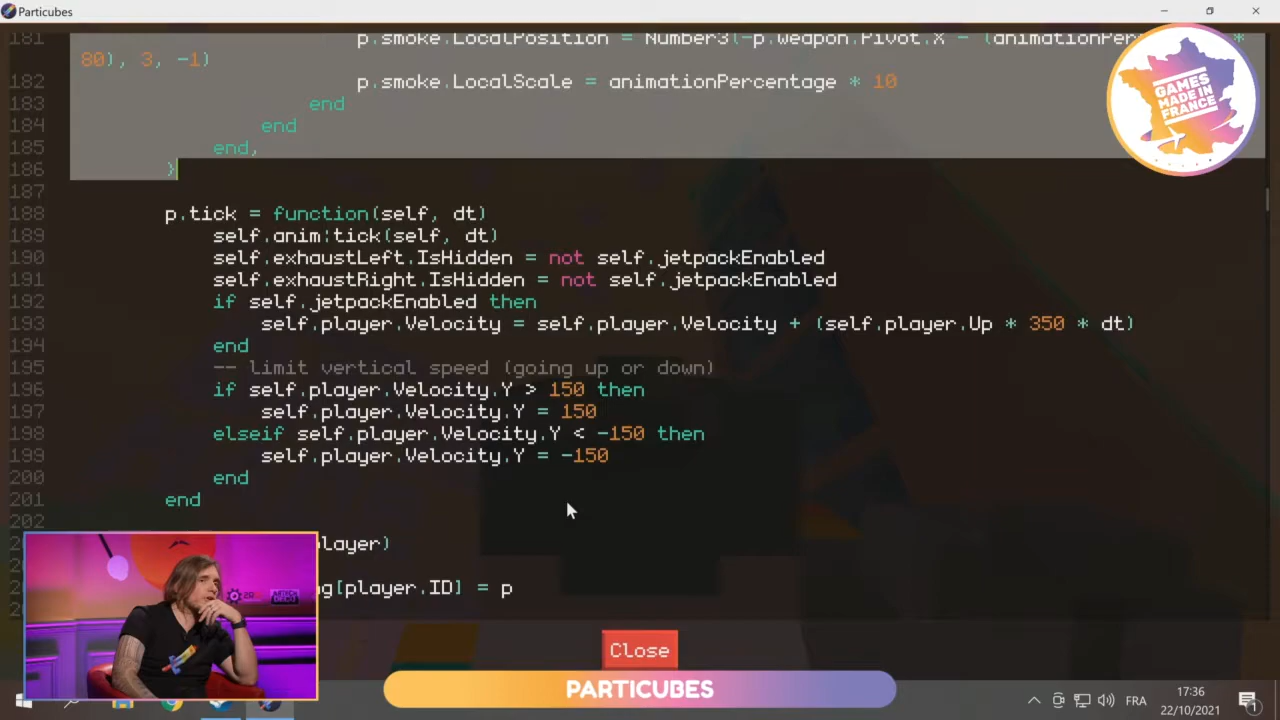 Particubes
181 p.smoke.LocalPosition = Number3(-p.weapon.Pivot.X - (animationPer *
80), 3, -1)
182 p.smoke.LocalScale = animationPercentage * 10
183 end
184 end
185 end,
186 }
187
188 p.tick = function(self, dt)
189 self.anim:tick(self, dt)
190 self.exhaustLeft.IsHidden = not self.jetpackEnabled
191 self.exhaustRight.IsHidden = not self.jetpackEnabled
192 if self.jetpackEnabled then
193 self.player.Velocity = self.player.Velocity + (self.player.Up * 350 * dt)
194 end
195 -- limit vertical speed (going up or down)
196 if self.player.Velocity.Y > 150 then
197 self.player.Velocity.Y = 150
198 elseif self.player.Velocity.Y < -150 then
199 self.player.Velocity.Y = -150
200 end
201 end
202
layer)
g[player.ID] = p
GAMES
MADE IN
FRANCE
Close
PARTICUBES
FRA
17:36
22/10/2021
1